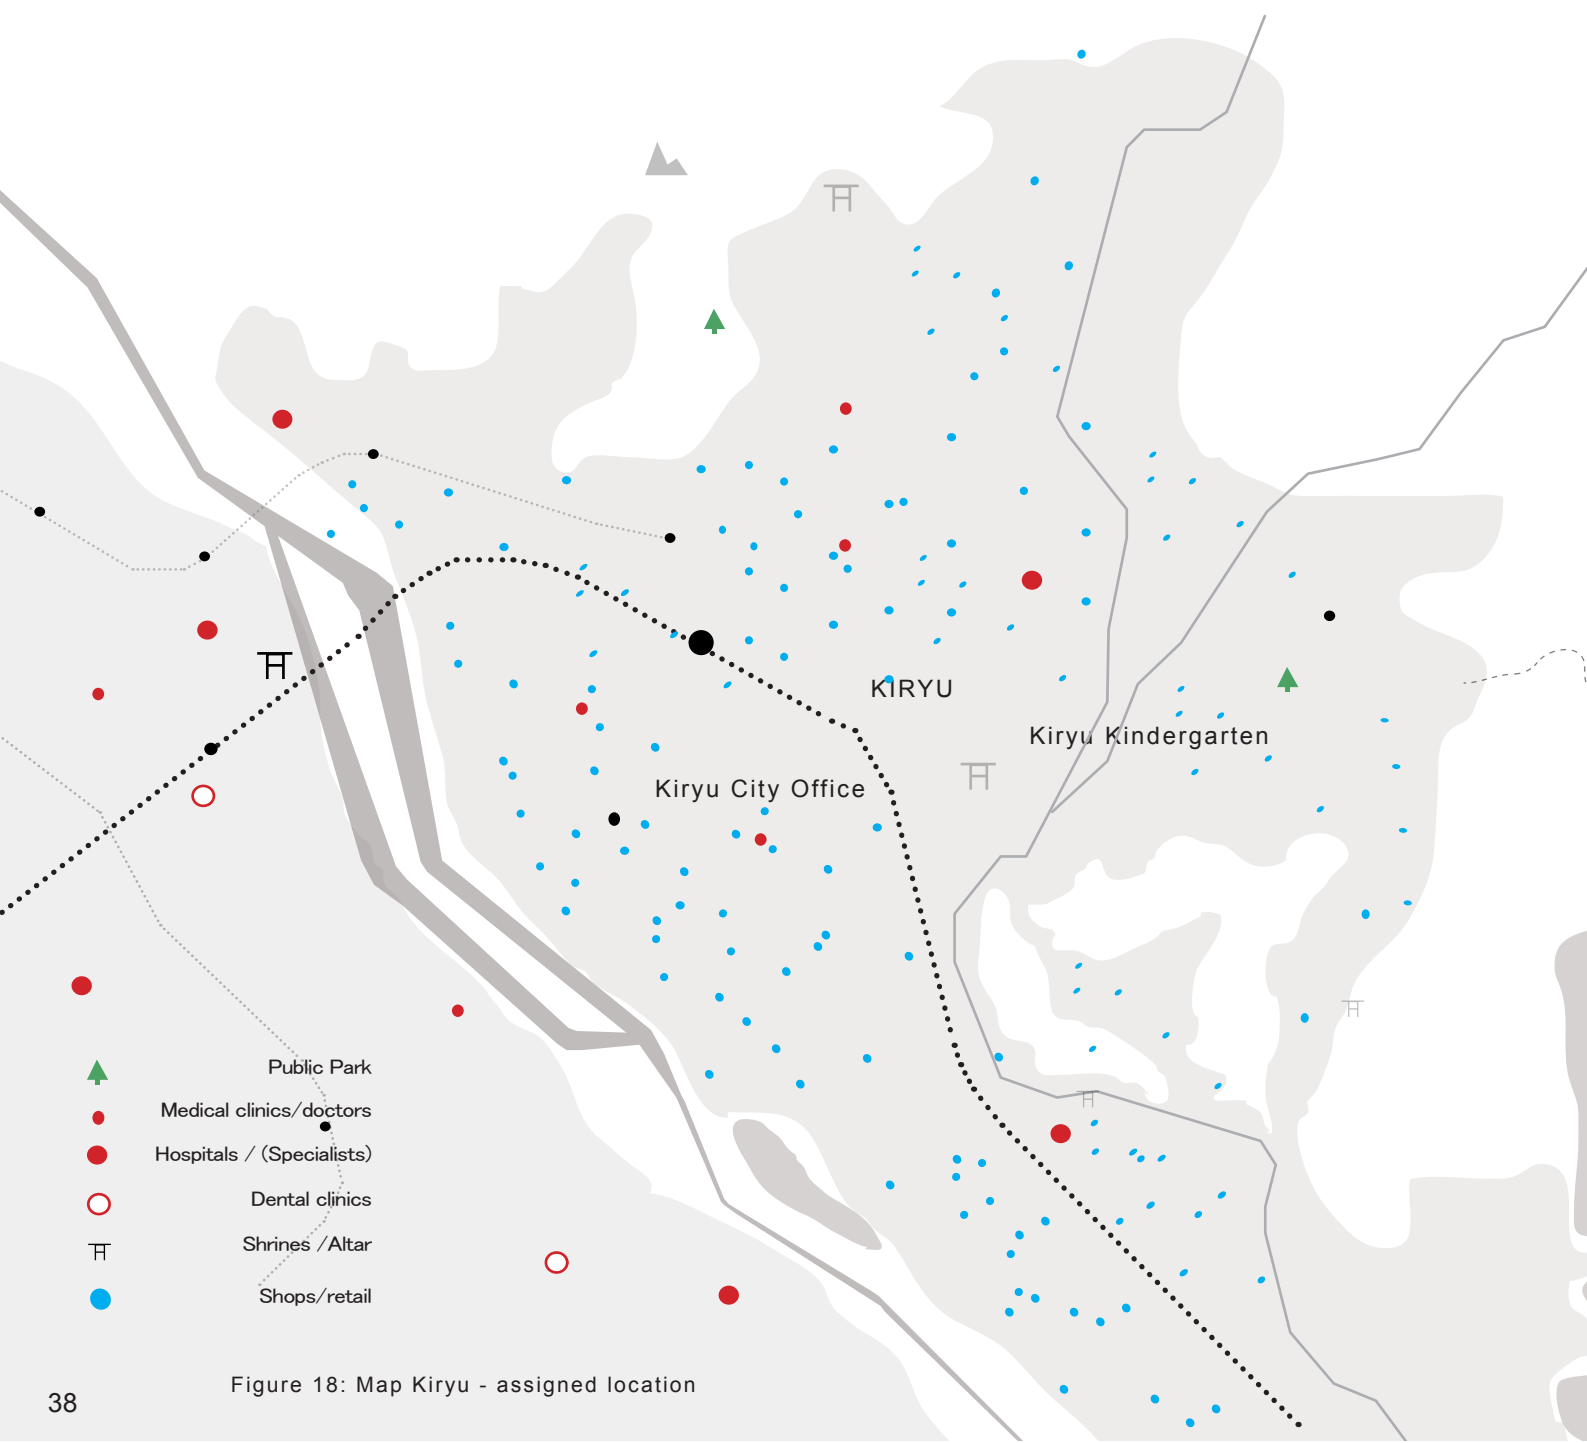 KIRYU
Kiryu Kindergarten
Kiryu City Office
Public Park
Medical clinics/doctors
Hospitals / (Specialists)
Dental clinics
Shrines /Altar
Shops/retail
Figure 18: Map Kiryu - assigned location
38